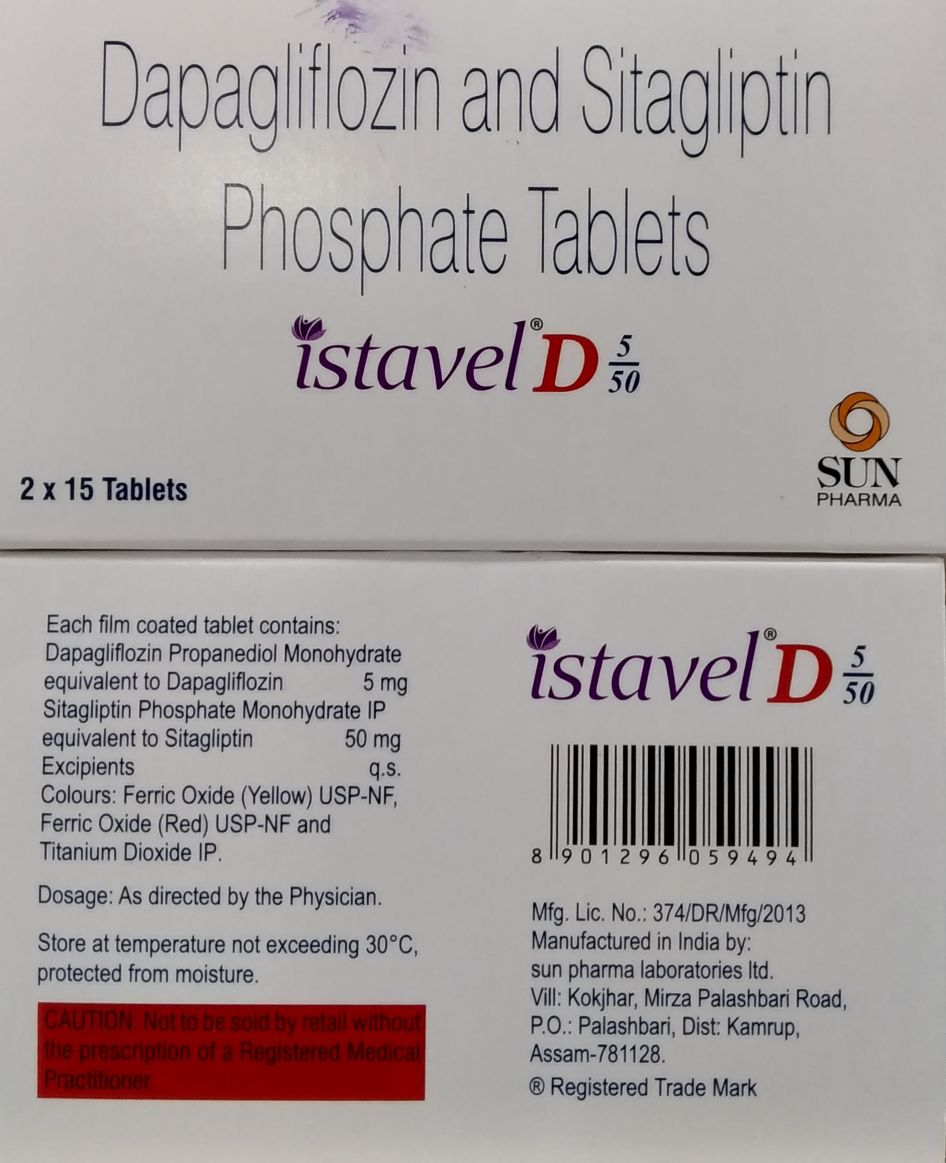 Dapagliflozin and Sitagliptin
Phosphate Tablets
istavel® D 5/50
2 x 15 Tablets
SUN
PHARMA
Each film coated tablet contains:
Dapagliflozin Propanediol Monohydrate
equivalent to Dapagliflozin 5 mg
Sitagliptin Phosphate Monohydrate IP
equivalent to Sitagliptin 50 mg
Excipients q.s.
Colours: Ferric Oxide (Yellow) USP-NF,
Ferric Oxide (Red) USP-NF and
Titanium Dioxide IP.
Dosage: As directed by the Physician.
Store at temperature not exceeding 30°C,
protected from moisture.
CAUTION: Not to be sold by retail without
the prescription of a Registered Medical
Practitioner.
istavel® D 5/50
8 901296 059494
Mfg. Lic. No.: 374/DR/Mfg/2013
Manufactured in India by:
sun pharma laboratories ltd.
Vill: Kokjhar, Mirza Palashbari Road,
P.O.: Palashbari, Dist: Kamrup,
Assam-781128.
® Registered Trade Mark